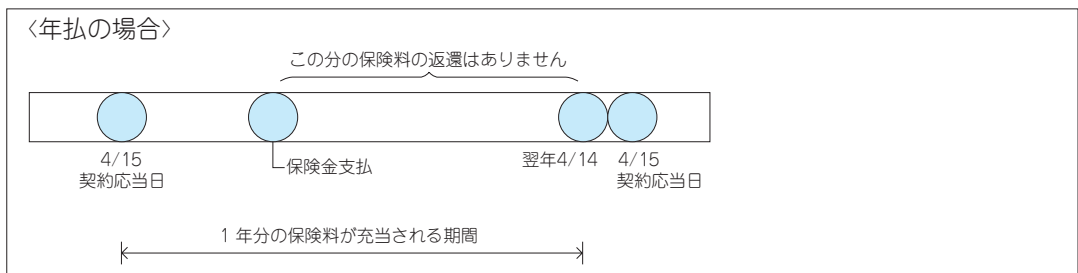 〈年払の場合〉
この分の保険料の返還はありません
4/15
契約応当日
保険金支払
翌年4/14
4/15
契約応当日
1年分の保険料が充当される期間